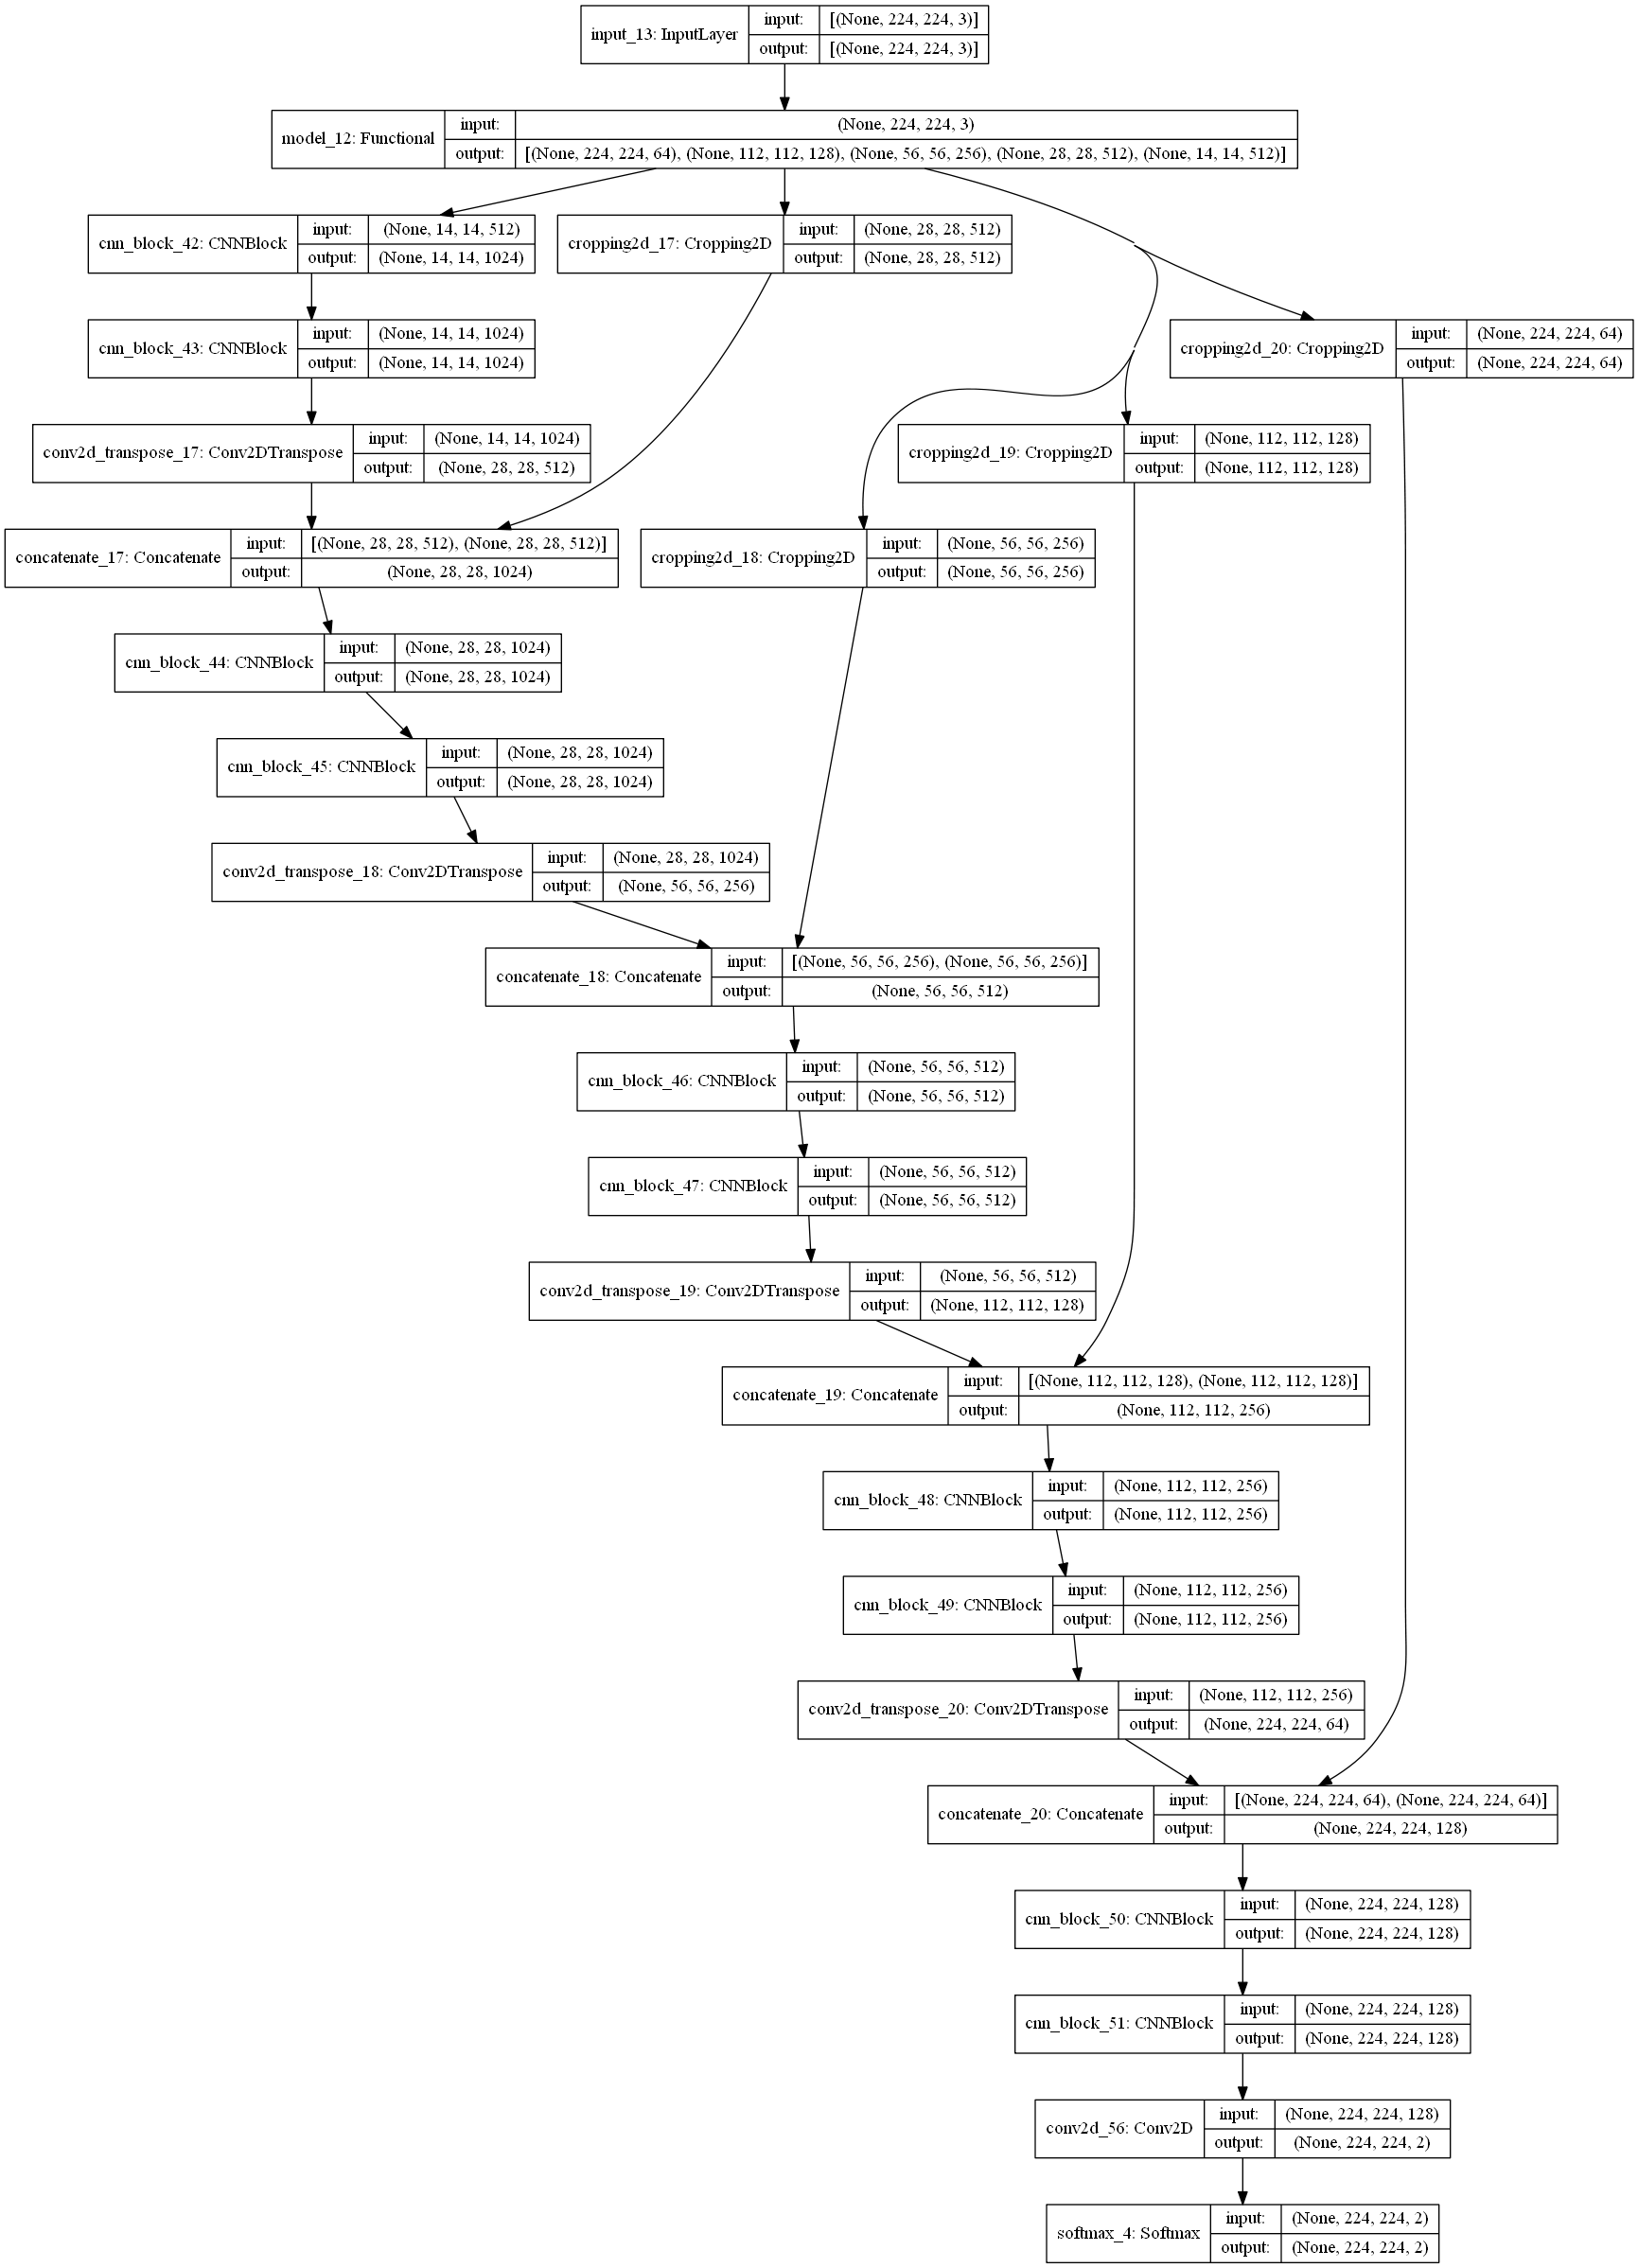 input_13: InputLayer
input: [(None, 224, 224, 3)]
output: [(None, 224, 224, 3)]
model_12: Functional
input: (None, 224, 224, 3)
output: [(None, 224, 224, 64), (None, 112, 112, 128), (None, 56, 56, 256), (None, 28, 28, 512), (None, 14, 14, 512)]
cnn_block_42: CNNBlock
input: (None, 14, 14, 512)
output: (None, 14, 14, 1024)
cropping2d_17: Cropping2D
input: (None, 28, 28, 512)
output: (None, 28, 28, 512)
cnn_block_43: CNNBlock
input: (None, 14, 14, 1024)
output: (None, 14, 14, 1024)
cropping2d_20: Cropping2D
input: (None, 224, 224, 64)
output: (None, 224, 224, 64)
conv2d_transpose_17: Conv2DTranspose
input: (None, 14, 14, 1024)
output: (None, 28, 28, 512)
cropping2d_19: Cropping2D
input: (None, 112, 112, 128)
output: (None, 112, 112, 128)
concatenate_17: Concatenate
input: [(None, 28, 28, 512), (None, 28, 28, 512)]
output: (None, 28, 28, 1024)
cropping2d_18: Cropping2D
input: (None, 56, 56, 256)
output: (None, 56, 56, 256)
cnn_block_44: CNNBlock
input: (None, 28, 28, 1024)
output: (None, 28, 28, 1024)
cnn_block_45: CNNBlock
input: (None, 28, 28, 1024)
output: (None, 28, 28, 1024)
conv2d_transpose_18: Conv2DTranspose
input: (None, 28, 28, 1024)
output: (None, 56, 56, 256)
concatenate_18: Concatenate
input: [(None, 56, 56, 256), (None, 56, 56, 256)]
output: (None, 56, 56, 512)
cnn_block_46: CNNBlock
input: (None, 56, 56, 512)
output: (None, 56, 56, 512)
cnn_block_47: CNNBlock
input: (None, 56, 56, 512)
output: (None, 56, 56, 512)
conv2d_transpose_19: Conv2DTranspose
input: (None, 56, 56, 512)
output: (None, 112, 112, 128)
concatenate_19: Concatenate
input: [(None, 112, 112, 128), (None, 112, 112, 128)]
output: (None, 112, 112, 256)
cnn_block_48: CNNBlock
input: (None, 112, 112, 256)
output: (None, 112, 112, 256)
cnn_block_49: CNNBlock
input: (None, 112, 112, 256)
output: (None, 112, 112, 256)
conv2d_transpose_20: Conv2DTranspose
input: (None, 112, 112, 256)
output: (None, 224, 224, 64)
concatenate_20: Concatenate
input: [(None, 224, 224, 64), (None, 224, 224, 64)]
output: (None, 224, 224, 128)
cnn_block_50: CNNBlock
input: (None, 224, 224, 128)
output: (None, 224, 224, 128)
cnn_block_51: CNNBlock
input: (None, 224, 224, 128)
output: (None, 224, 224, 128)
conv2d_56: Conv2D
input: (None, 224, 224, 128)
output: (None, 224, 224, 2)
softmax_4: Softmax
input: (None, 224, 224, 2)
output: (None, 224, 224, 2)